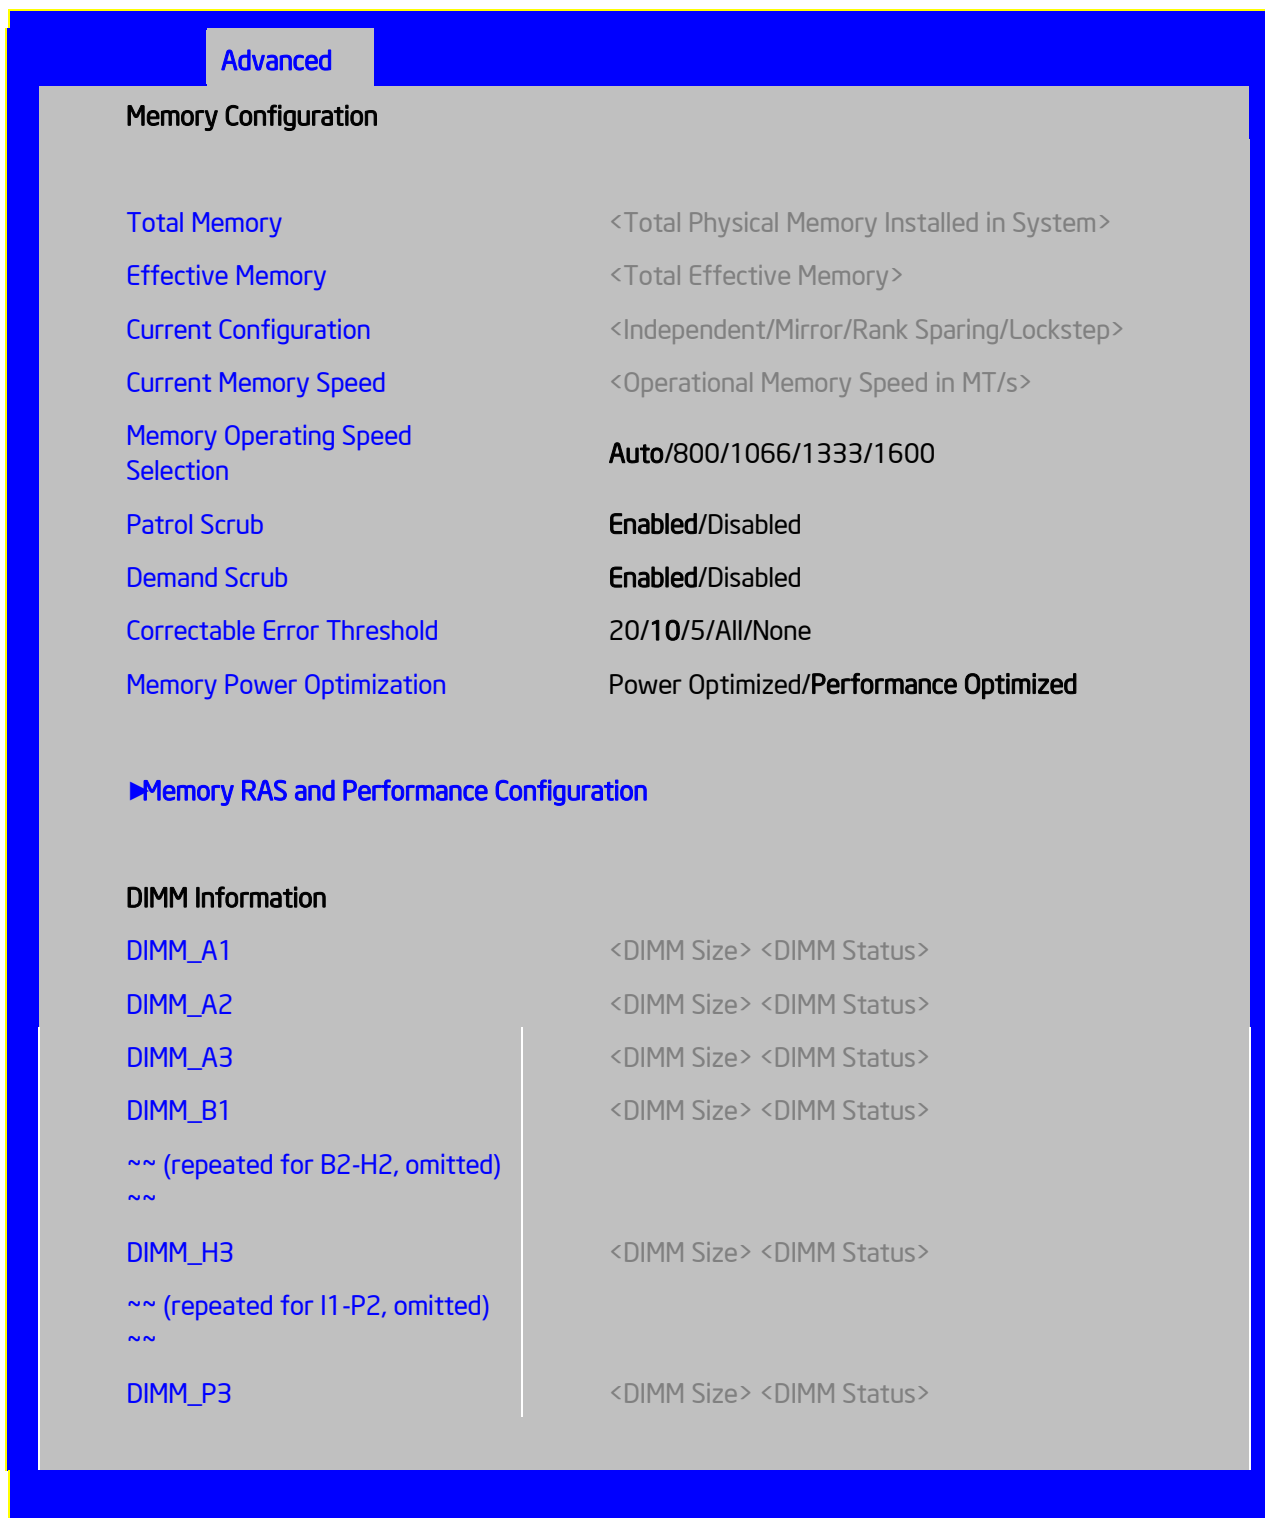 Advanced
Memory Configuration
Total Memory <Total Physical Memory Installed in System>
Effective Memory <Total Effective Memory>
Current Configuration <Independent/Mirror/Rank Sparing/Lockstep>
Current Memory Speed <Operational Memory Speed in MT/s>
Memory Operating Speed
Selection Auto/800/1066/1333/1600
Patrol Scrub Enabled/Disabled
Demand Scrub Enabled/Disabled
Correctable Error Threshold 20/10/5/All/None
Memory Power Optimization Power Optimized/Performance Optimized
►Memory RAS and Performance Configuration
DIMM Information
DIMM_A1 <DIMM Size> <DIMM Status>
DIMM_A2 <DIMM Size> <DIMM Status>
DIMM_A3 <DIMM Size> <DIMM Status>
DIMM_B1 <DIMM Size> <DIMM Status>
~~ (repeated for B2-H2, omitted)
~~
DIMM_H3 <DIMM Size> <DIMM Status>
~~ (repeated for I1-P2, omitted)
~~
DIMM_P3 <DIMM Size> <DIMM Status>